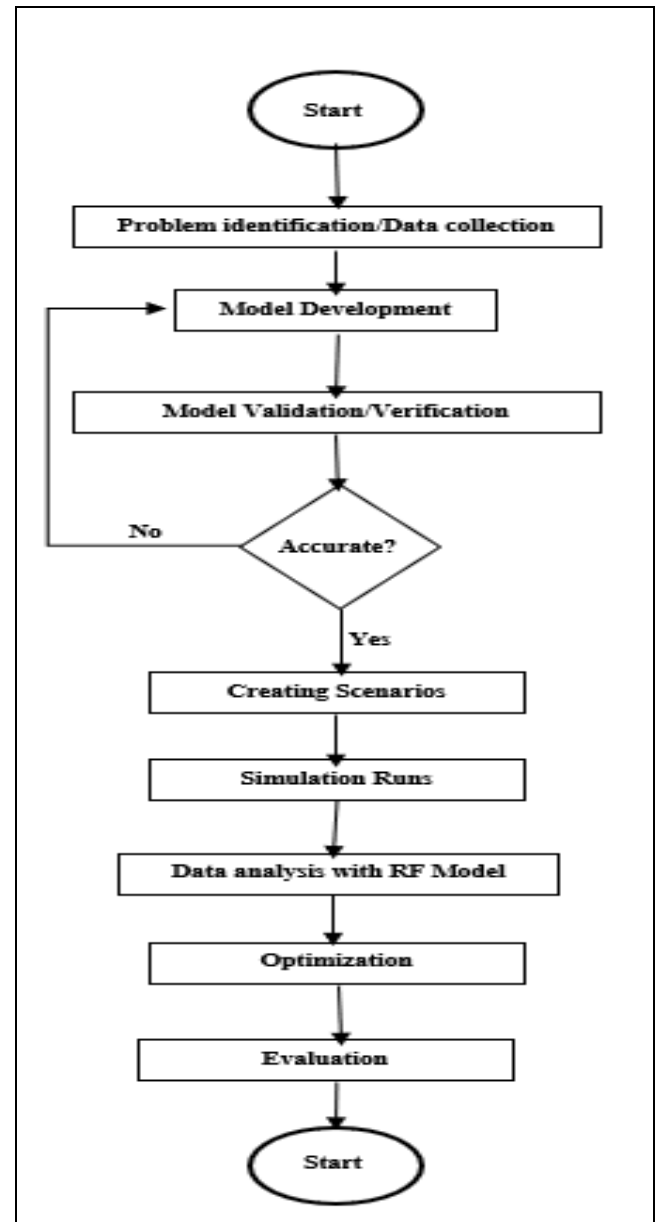 Start
Problem identification/Data collection
Model Development
Model Validation/Verification
No
Accurate?
Yes
Creating Scenarios
Simulation Runs
Data analysis with RF Model
Optimization
Evaluation
Start